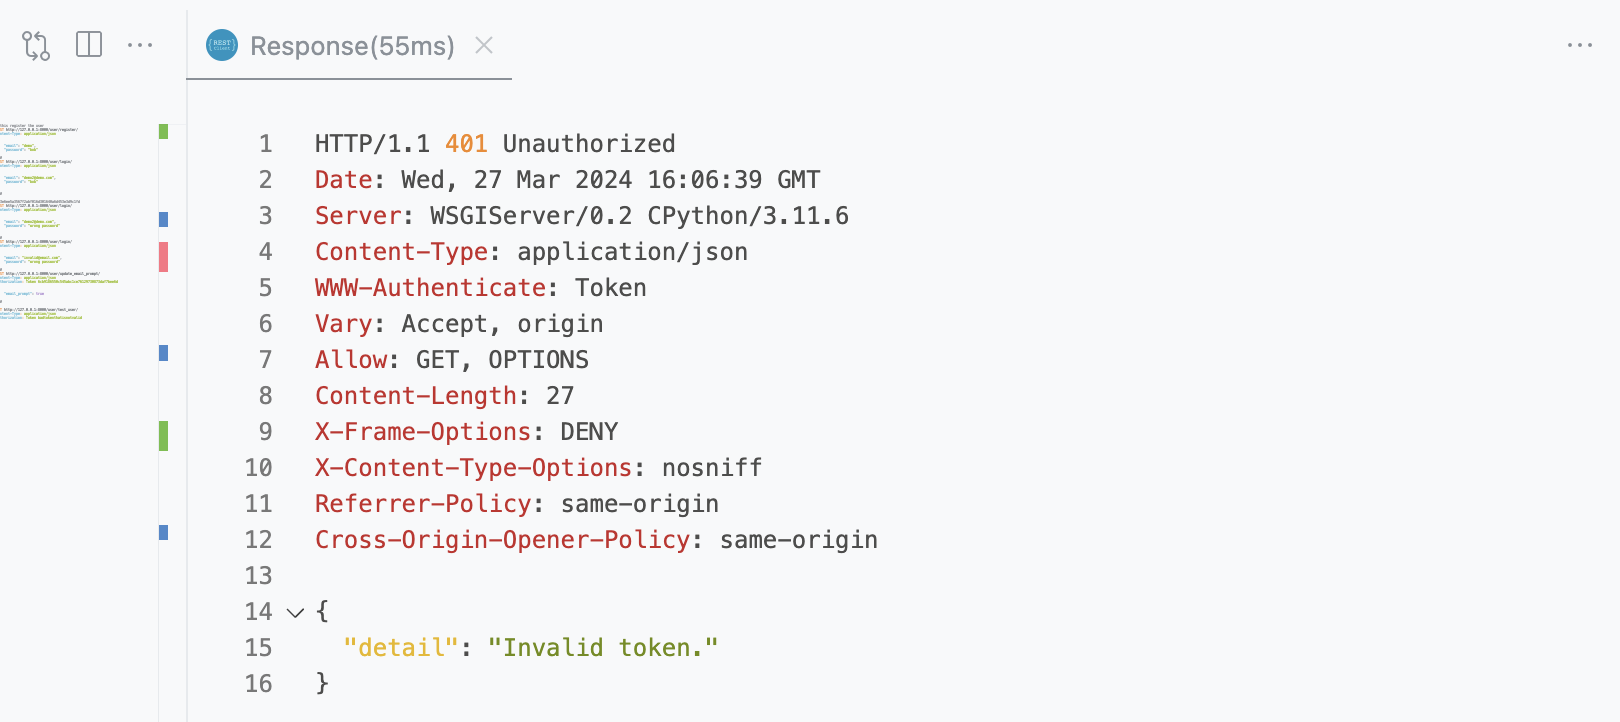 {REST}
Client
Response(55ms)
1 HTTP/1.1 401 Unauthorized
2 Date: Wed, 27 Mar 2024 16:06:39 GMT
3 Server: WSGIServer/0.2 CPython/3.11.6
4 Content-Type: application/json
5 WWW-Authenticate: Token
6 Vary: Accept, origin
7 Allow: GET, OPTIONS
8 Content-Length: 27
9 X-Frame-Options: DENY
10 X-Content-Type-Options: nosniff
11 Referrer-Policy: same-origin
12 Cross-Origin-Opener-Policy: same-origin
13
14 {
15 "detail": "Invalid token."
16 }